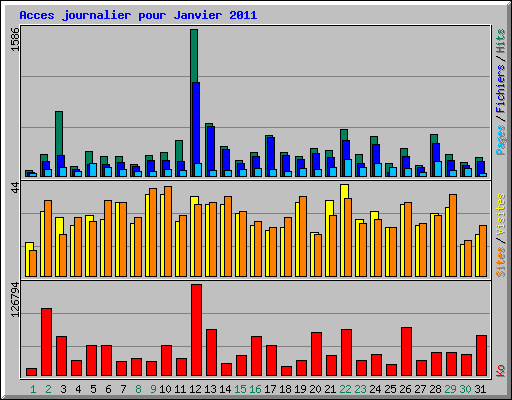 Acces journalier pour Janvier 2011
1586
44
126794
Pages / Fichiers / Hits
Sites / Visites
Ko
1 2 3 4 5 6 7 8 9 10 11 12 13 14 15 16 17 18 19 20 21 22 23 24 25 26 27 28 29 30 31